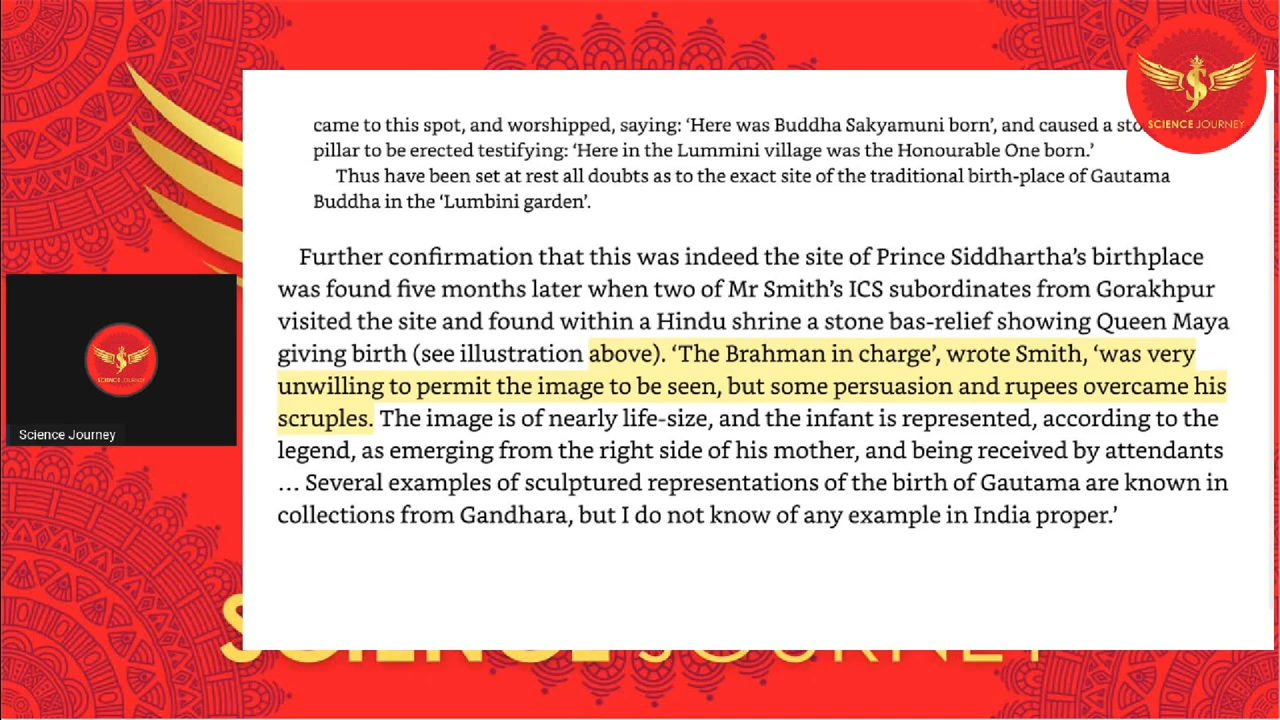 SCIENCE JOURNEY
came to this spot, and worshipped, saying: ‘Here was Buddha Sakyamuni born’, and caused a
pillar to be erected testifying: ‘Here in the Lummini village was the Honourable One born.’
Thus have been set at rest all doubts as to the exact site of the traditional birth-place of Gautama
Buddha in the ‘Lumbini garden’.
Further confirmation that this was indeed the site of Prince Siddhartha’s birthplace
was found five months later when two of Mr Smith’s ICS subordinates from Gorakhpur
visited the site and found within a Hindu shrine a stone bas-relief showing Queen Maya
giving birth (see illustration above). ‘The Brahman in charge’, wrote Smith, ‘was very
unwilling to permit the image to be seen, but some persuasion and rupees overcame his
scruples. The image is of nearly life-size, and the infant is represented, according to the
legend, as emerging from the right side of his mother, and being received by attendants
… Several examples of sculptured representations of the birth of Gautama are known in
collections from Gandhara, but I do not know of any example in India proper.’
SCIENCE JOURNEY
Science Journey
SCIENCE JOURNEY